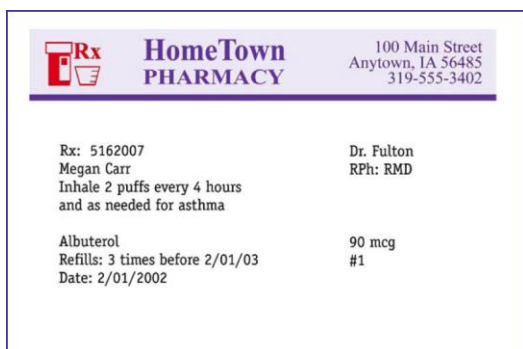 Rx
HomeTown
PHARMACY
100 Main Street
Anytown, IA 56485
319-555-3402
Rx: 5162007
Dr. Fulton
Megan Carr
RPh: RMD
Inhale 2 puffs every 4 hours
and as needed for asthma
Albuterol
90 mcg
Refills: 3 times before 2/01/03
#1
Date: 2/01/2002